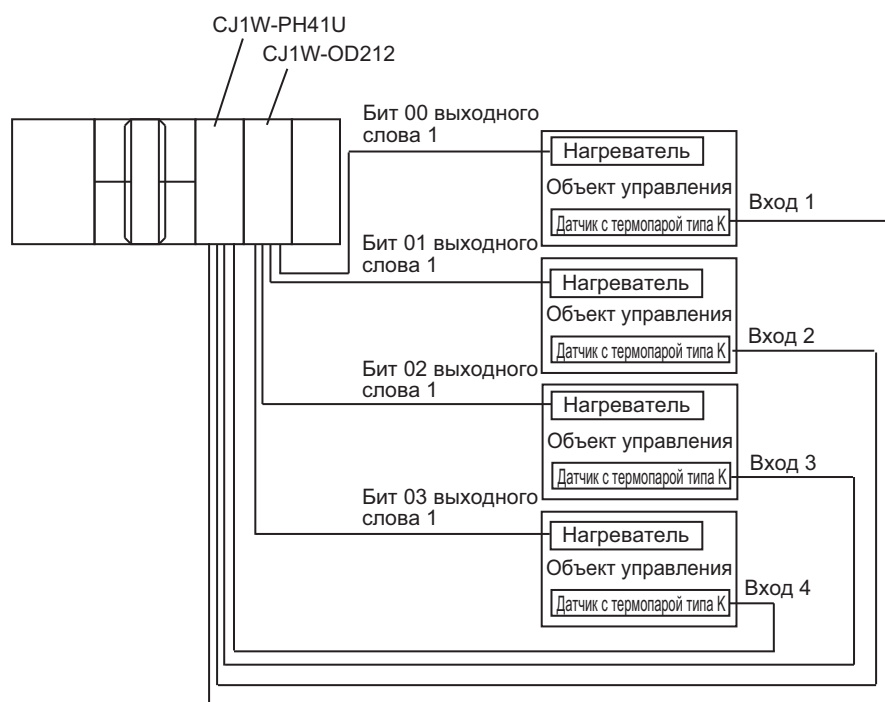 CJ1W-PH41U
CJ1W-OD212
Бит 00 выходного
слова 1
Нагреватель
Объект управления
Датчик с термопарой типа K
Вход 1
Бит 01 выходного
слова 1
Нагреватель
Объект управления
Датчик с термопарой типа K
Вход 2
Бит 02 выходного
слова 1
Нагреватель
Объект управления
Датчик с термопарой типа K
Вход 3
Бит 03 выходного
слова 1
Нагреватель
Объект управления
Датчик с термопарой типа K
Вход 4